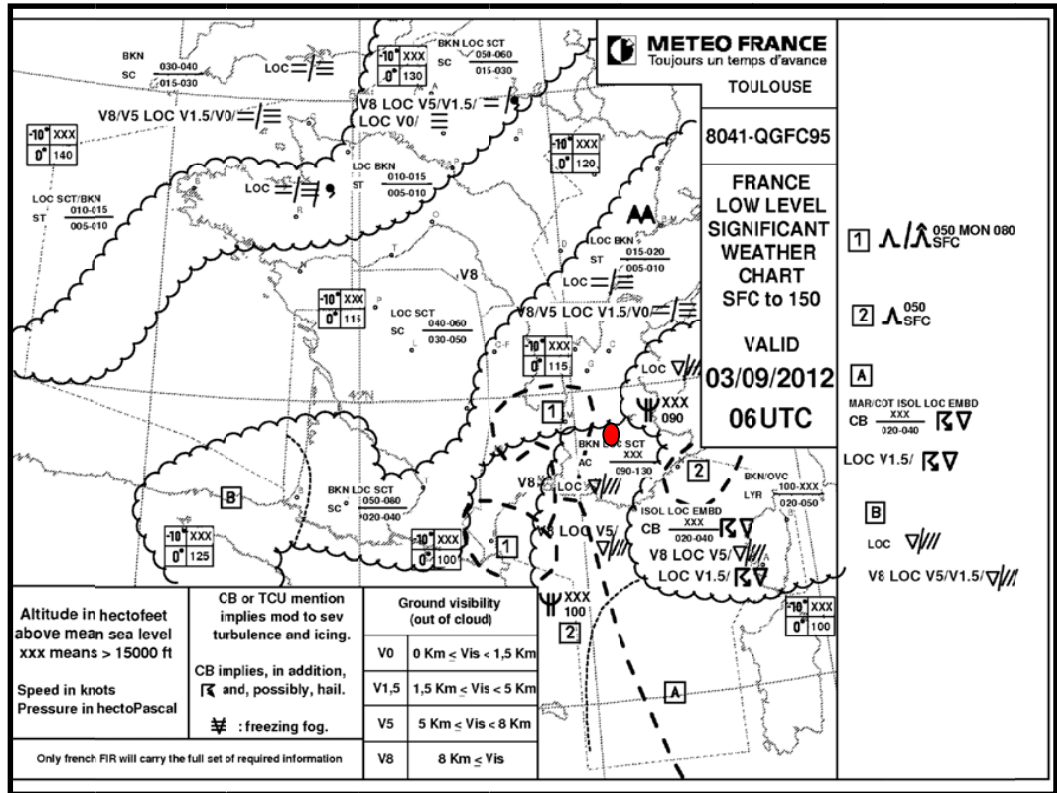 METEO FRANCE
Toujours un temps d'avance
TOULOUSE
8041-QGFC95
FRANCE
LOW LEVEL
SIGNIFICANT
WEATHER
CHART
SFC to 150
VALID
03/09/2012
06UTC
BKN
SC
030-040
015-030
LOC
BKN LOC SCT
SC
050-060
015-030
-10° XXX
0° 130
V8/V5 LOC V1.5/V0/
V8 LOC V5/V1.5/
LOC V0/
-10° XXX
0° 140
-10° XXX
0° 120
LOC SCT/BKN
ST
010-015
005-010
LOC
LOC BKN
ST
010-015
005-010
LOC BKN
ST
015-020
005-010
LOC
V8
V8/V5 LOC V1.5/V0/
-10° XXX
0° 115
LOC SCT
SC
040-060
030-050
-10° XXX
0° 115
LOC
42N
1
XXX
090
BKN LOC SCT
AC
XXX
090-130
LOC
2
B
BKN LOC SCT
SC
050-060
020-040
V8
BKN/OVC
LYR
100-XXX
020-050
ISOL LOC EMBD
CB
XXX
020-040
V8 LOC V5/
LOC V1.5/
V8 LOC V5/
-10° XXX
0° 125
-10° XXX
0° 100
1
XXX
100
2
-10° XXX
0° 100
A
1
050 MON 080
SFC
2
050
SFC
A
MAR/COT ISOL LOC EMBD
CB
XXX
020-040
LOC V1.5/
B
LOC
V8 LOC V5/V1.5/
Altitude in hectofeet
above mean sea level
xxx means > 15000 ft
Speed in knots
Pressure in hectoPascal
CB or TCU mention
implies mod to sev
turbulence and icing.
CB implies, in addition,
and, possibly, hail.
: freezing fog.
Ground visibility
(out of cloud)
V0 0 Km ≤ Vis < 1,5 Km
V1,5 1,5 Km ≤ Vis < 5 Km
V5 5 Km ≤ Vis < 8 Km
V8 8 Km ≤ Vis
Only french FIR will carry the full set of required information